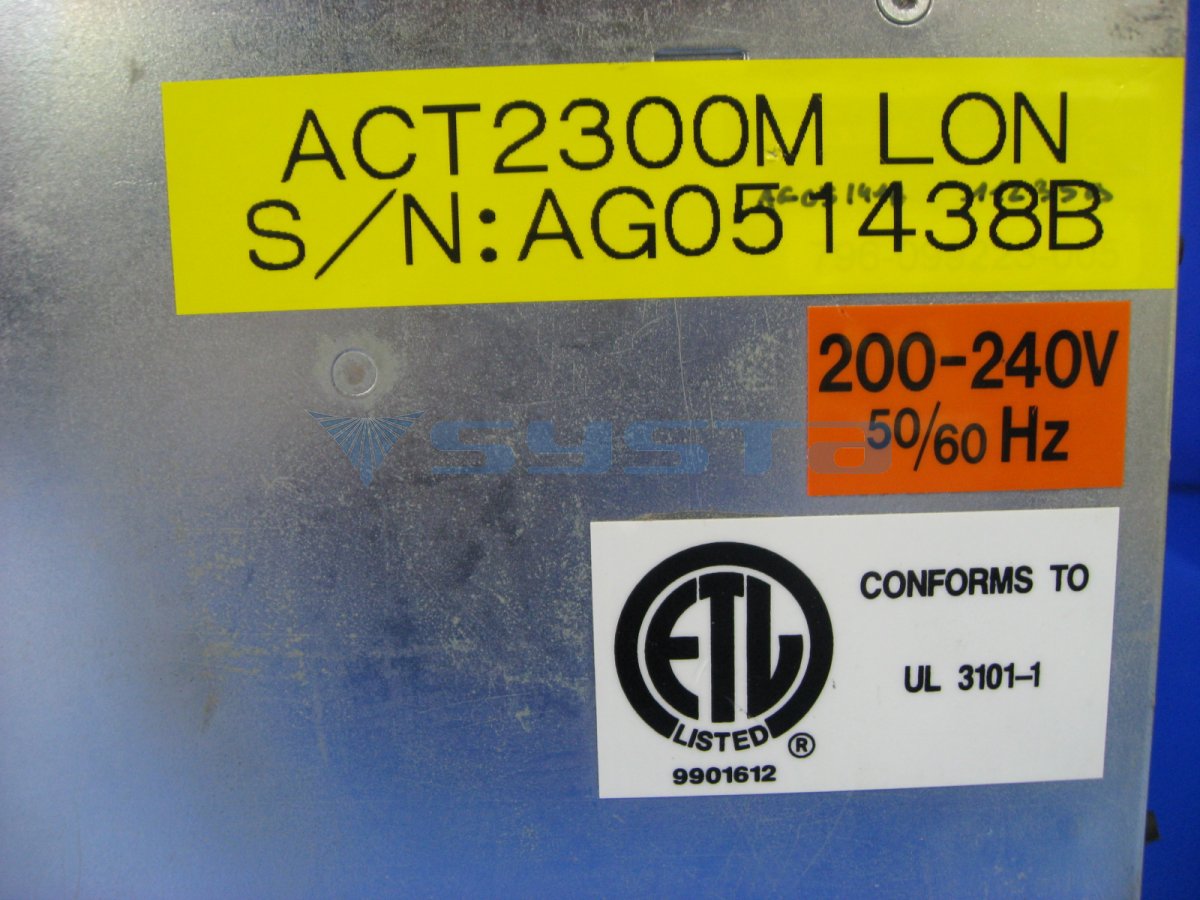 ACT2300M LON
S/N:AG051438B
200-240V
50/60 Hz
systa
ETL
CONFORMS TO
UL 3101-1
LISTED
®
9901612